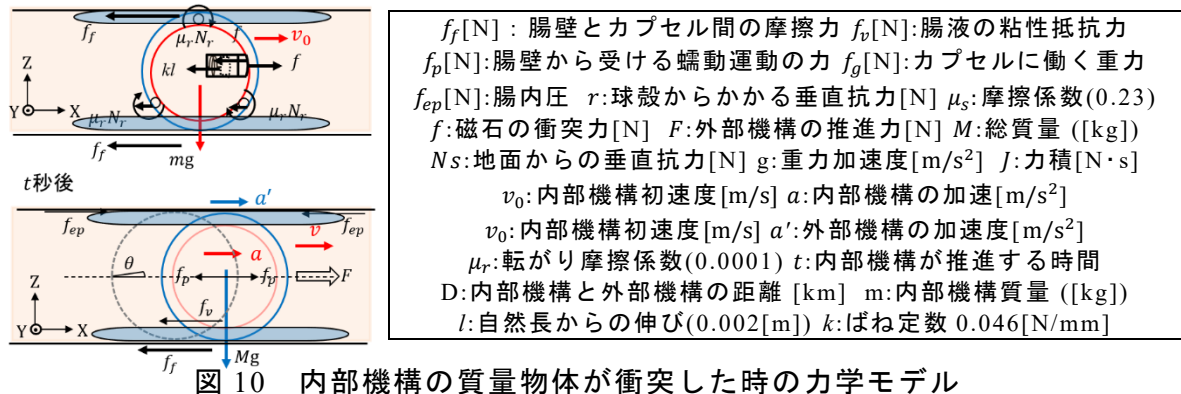 f_f
μ_rN_r
f
v_0
Z
kl
f
Y
X
μ_rN_r
μ_rN_r
f_f
mg
t秒後
a'
f_ep
v
f_ep
θ
a
Z
f_p
f_p
F
f_v
Y
X
f_f
Mg
f_f[N] : 腸壁とカプセル間の摩擦力 f_v[N]:腸液の粘性抵抗力
f_p[N]:腸壁から受ける蠕動運動の力 f_g[N]:カプセルに働く重力
f_ep[N]:腸内圧 r:球殻からかかる垂直抗力[N] μ_s:摩擦係数(0.23)
f:磁石の衝突力[N] F:外部機構の推進力[N] M:総質量 ([kg])
Ns:地面からの垂直抗力[N] g:重力加速度[m/s²] J:力積[N・s]
v_0:内部機構初速度[m/s] a:内部機構の加速[m/s²]
v_0:内部機構初速度[m/s] a':外部機構の加速度[m/s²]
μ_r:転がり摩擦係数(0.0001) t:内部機構が推進する時間
D:内部機構と外部機構の距離 [km] m:内部機構質量 ([kg])
l:自然長からの伸び(0.002[m]) k:ばね定数 0.046[N/mm]
図 10 内部機構の質量物体が衝突した時の力学モデル